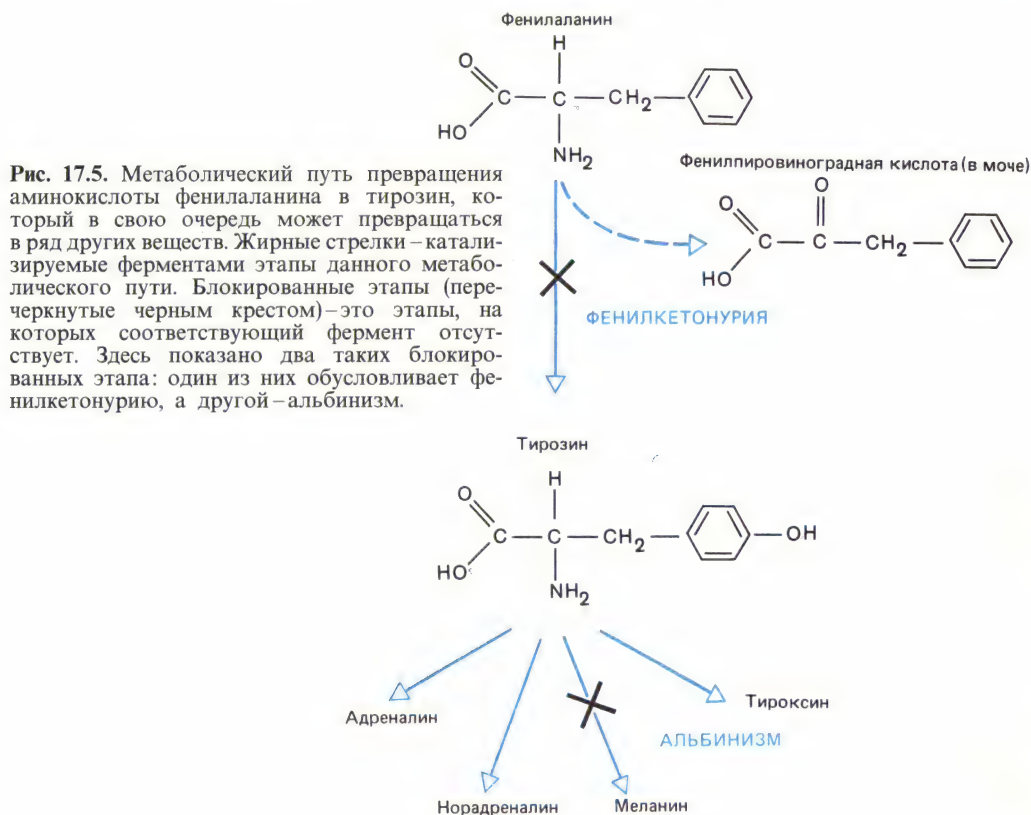 Фенилаланин
H
O
C — C — CH₂
HO
NH₂
Рис. 17.5. Метаболический путь превращения
аминокислоты фенилаланина в тирозин, ко-
торый в свою очередь может превращаться
в ряд других веществ. Жирные стрелки – катали-
зируемые ферментами этапы данного метабо-
лического пути. Блокированные этапы (пере-
черкнутые черным крестом) – это этапы, на
которых соответствующий фермент отсут-
ствует. Здесь показано два таких блокиро-
ванных этапа: один из них обусловливает фе-
нилкетонурию, а другой – альбинизм.
Фенилпировиноградная кислота (в моче)
O
O
C — C — CH₂
HO
ФЕНИЛКЕТОНУРИЯ
Тирозин
H
O
C — C — CH₂ — OH
HO
NH₂
Адреналин
Тироксин
АЛЬБИНИЗМ
Норадреналин
Меланин